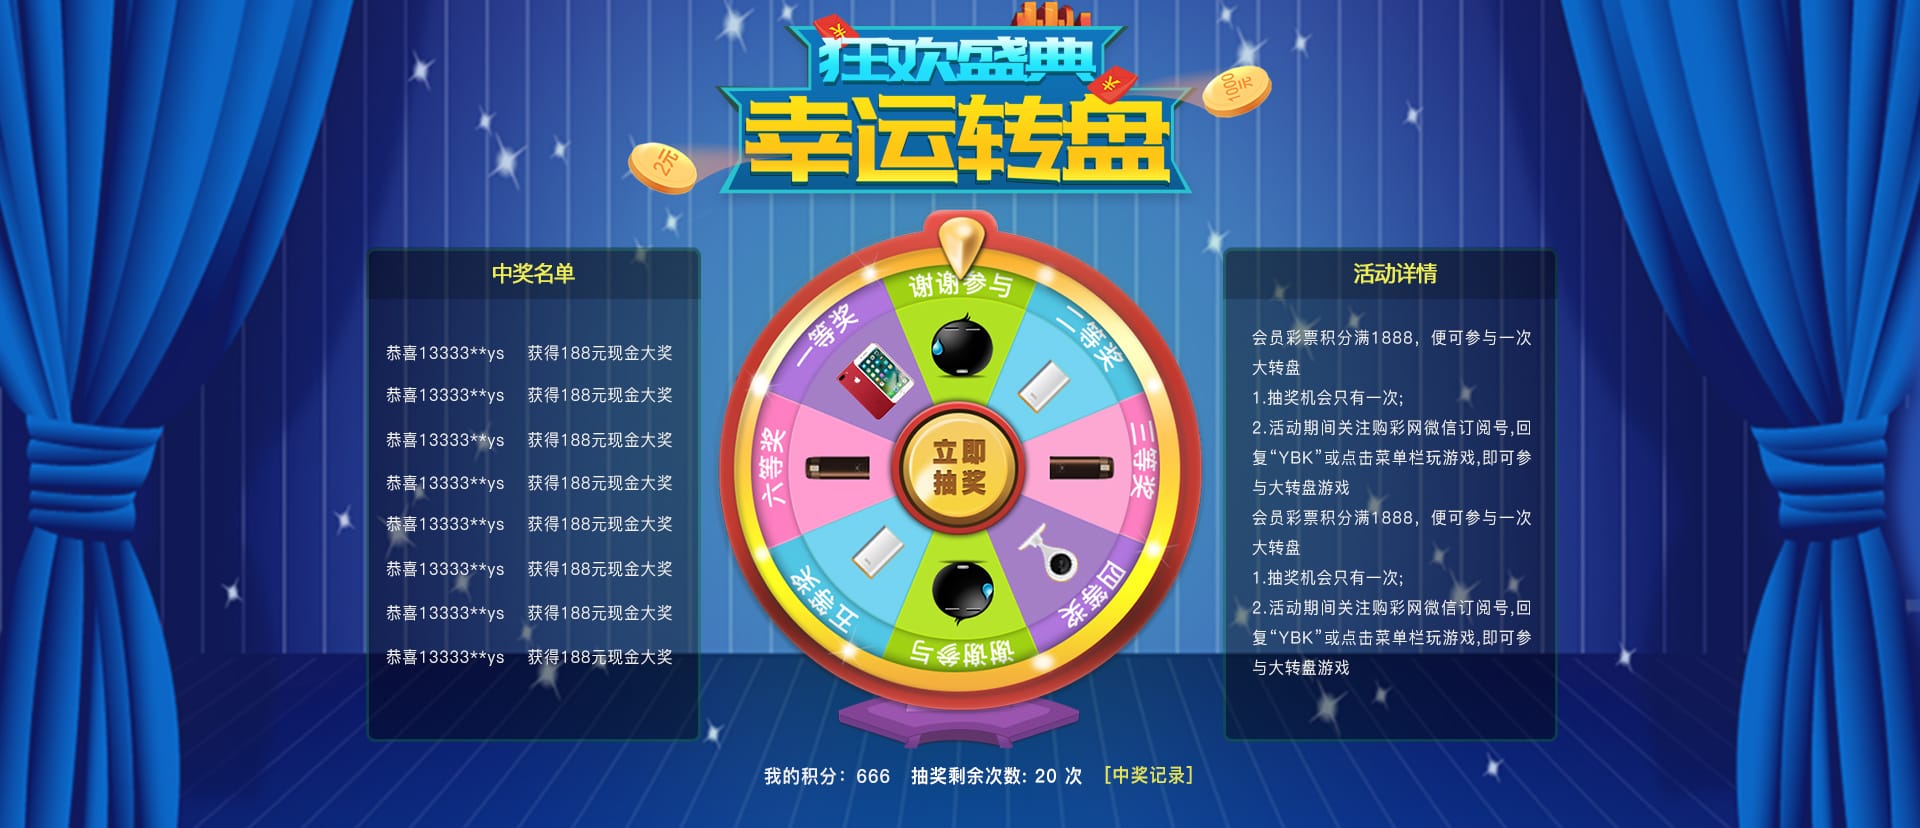 狂欢盛典
幸运转盘
2元
1000元
中奖名单
恭喜13333**ys 获得188元现金大奖
恭喜13333**ys 获得188元现金大奖
恭喜13333**ys 获得188元现金大奖
恭喜13333**ys 获得188元现金大奖
恭喜13333**ys 获得188元现金大奖
恭喜13333**ys 获得188元现金大奖
恭喜13333**ys 获得188元现金大奖
恭喜13333**ys 获得188元现金大奖
谢谢参与
二等奖
三等奖
四等奖
谢谢参与
五等奖
六等奖
一等奖
立即
抽奖
活动详情
会员彩票积分满1888，便可参与一次
大转盘
1.抽奖机会只有一次;
2.活动期间关注购彩网微信订阅号,回
复“YBK”或点击菜单栏玩游戏,即可参
与大转盘游戏
会员彩票积分满1888，便可参与一次
大转盘
1.抽奖机会只有一次;
2.活动期间关注购彩网微信订阅号,回
复“YBK”或点击菜单栏玩游戏,即可参
与大转盘游戏
我的积分：666 抽奖剩余次数: 20 次 [中奖记录]